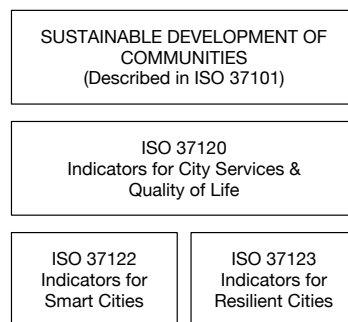 SUSTAINABLE DEVELOPMENT OF
COMMUNITIES
(Described in ISO 37101)
ISO 37120
Indicators for City Services &
Quality of Life
ISO 37122
Indicators for
Smart Cities
ISO 37123
Indicators for
Resilient Cities